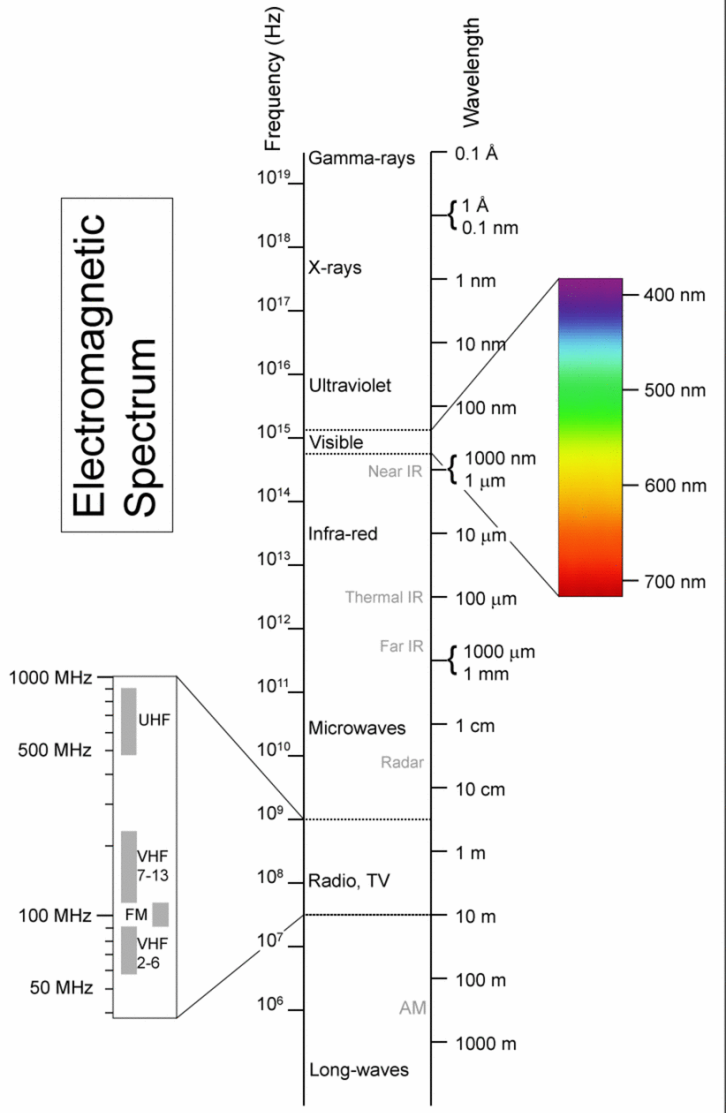 Electromagnetic
Spectrum
Frequency (Hz)
Wavelength
10¹⁹
10¹⁸
10¹⁷
10¹⁶
10¹⁵
10¹⁴
10¹³
10¹²
10¹¹
10¹⁰
10⁹
10⁸
10⁷
10⁶
Gamma-rays
X-rays
Ultraviolet
Visible
Near IR
Infra-red
Thermal IR
Far IR
Microwaves
Radar
Radio, TV
AM
Long-waves
0.1 Å
1 Å
0.1 nm
1 nm
10 nm
100 nm
1000 nm
1 µm
10 µm
100 µm
1000 µm
1 mm
1 cm
10 cm
1 m
10 m
100 m
1000 m
400 nm
500 nm
600 nm
700 nm
1000 MHz
500 MHz
100 MHz
50 MHz
UHF
VHF
7-13
FM
VHF
2-6